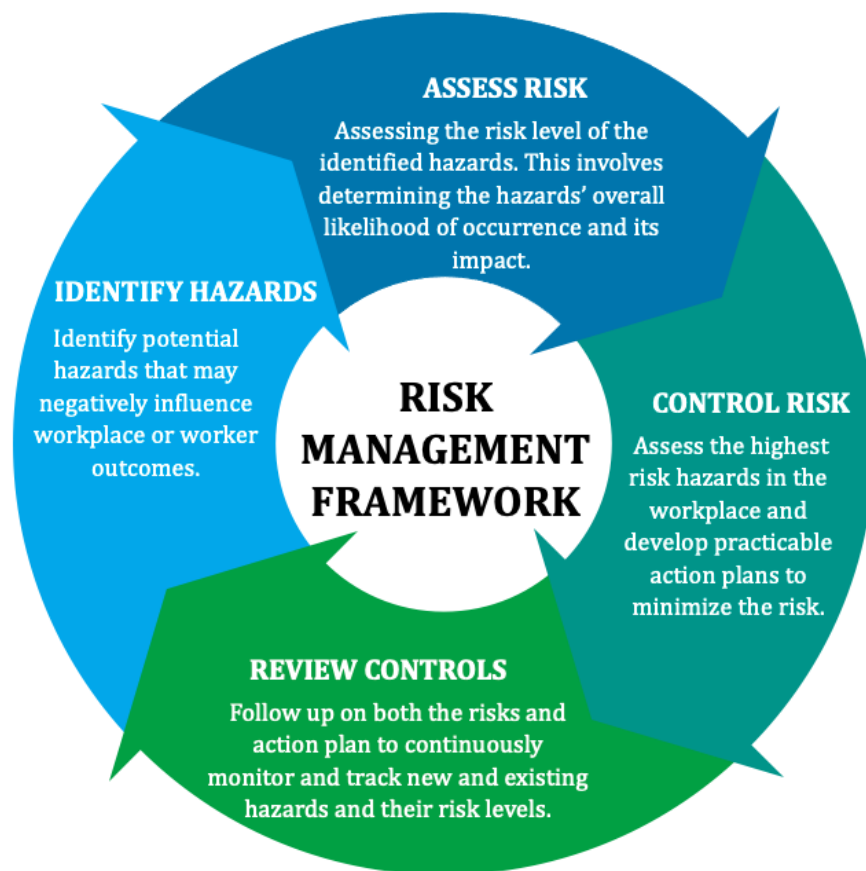 ASSESS RISK
Assessing the risk level of the
identified hazards. This involves
determining the hazards’ overall
likelihood of occurrence and its
impact.
IDENTIFY HAZARDS
Identify potential
hazards that may
negatively influence
workplace or worker
outcomes.
RISK
MANAGEMENT
FRAMEWORK
CONTROL RISK
Assess the highest
risk hazards in the
workplace and
develop practicable
action plans to
minimize the risk.
REVIEW CONTROLS
Follow up on both the risks and
action plan to continuously
monitor and track new and existing
hazards and their risk levels.